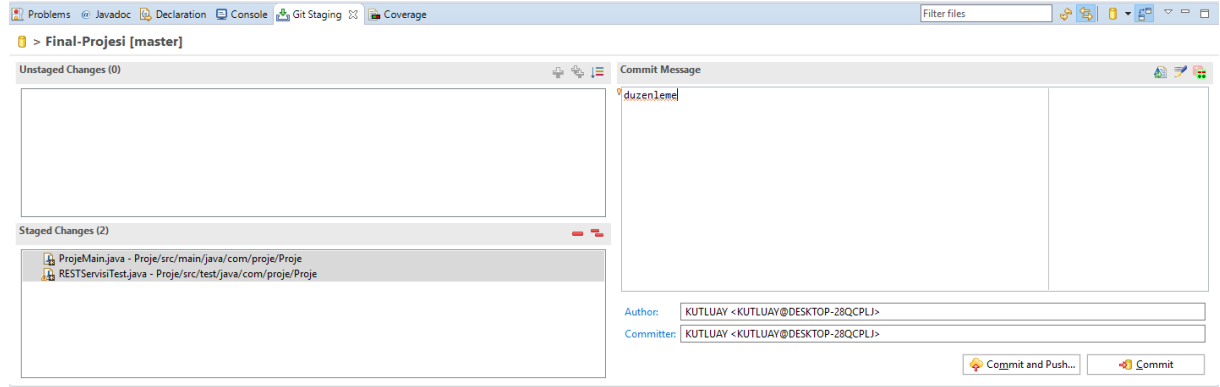 Problems @ Javadoc Declaration Console Git Staging Coverage Filter files
> Final-Projesi [master]
Unstaged Changes (0)
Staged Changes (2)
ProjeMain.java - Proje/src/main/java/com/proje/Proje
RESTServisiTest.java - Proje/src/test/java/com/proje/Proje
Commit Message
duzenleme
Author: KUTLUAY <KUTLUAY@DESKTOP-28QCPLJ>
Committer: KUTLUAY <KUTLUAY@DESKTOP-28QCPLJ>
Commit and Push... Commit